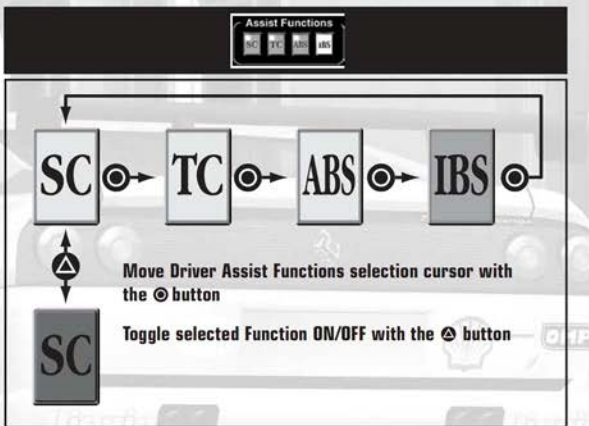 Assist Functions
SC TC ABS IBS
SC TC ABS IBS
Move Driver Assist Functions selection cursor with
the button
Toggle selected Function ON/OFF with the button
SC
OMP